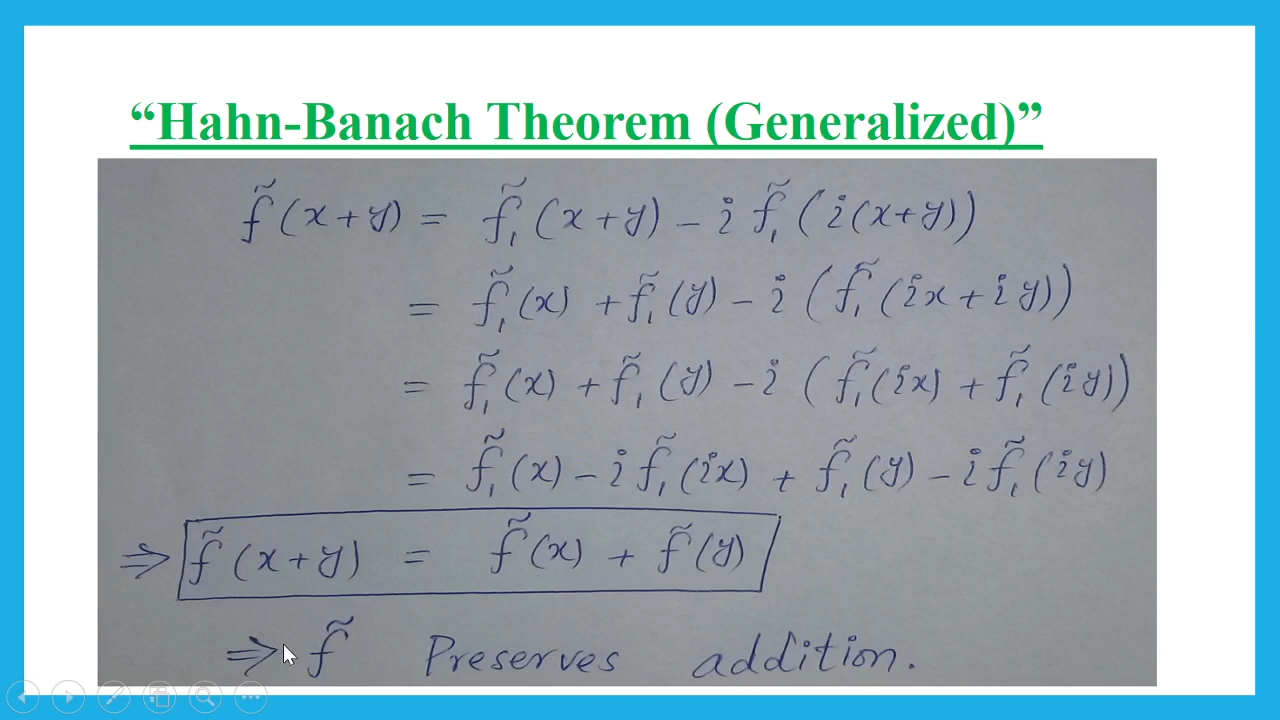 “Hahn-Banach Theorem (Generalized)”
f̃(x+y) = f̃₁(x+y) − i f̃₁(i(x+y))
= f̃₁(x) + f̃₁(y) − i (f̃₁(ix+iy))
= f̃₁(x) + f̃₁(y) − i (f̃₁(ix) + f̃₁(iy))
= f̃₁(x) − i f̃₁(ix) + f̃₁(y) − i f̃₁(iy)
⇒ f̃(x+y) = f̃(x) + f̃(y)
⇒ f̃ Preserves addition.